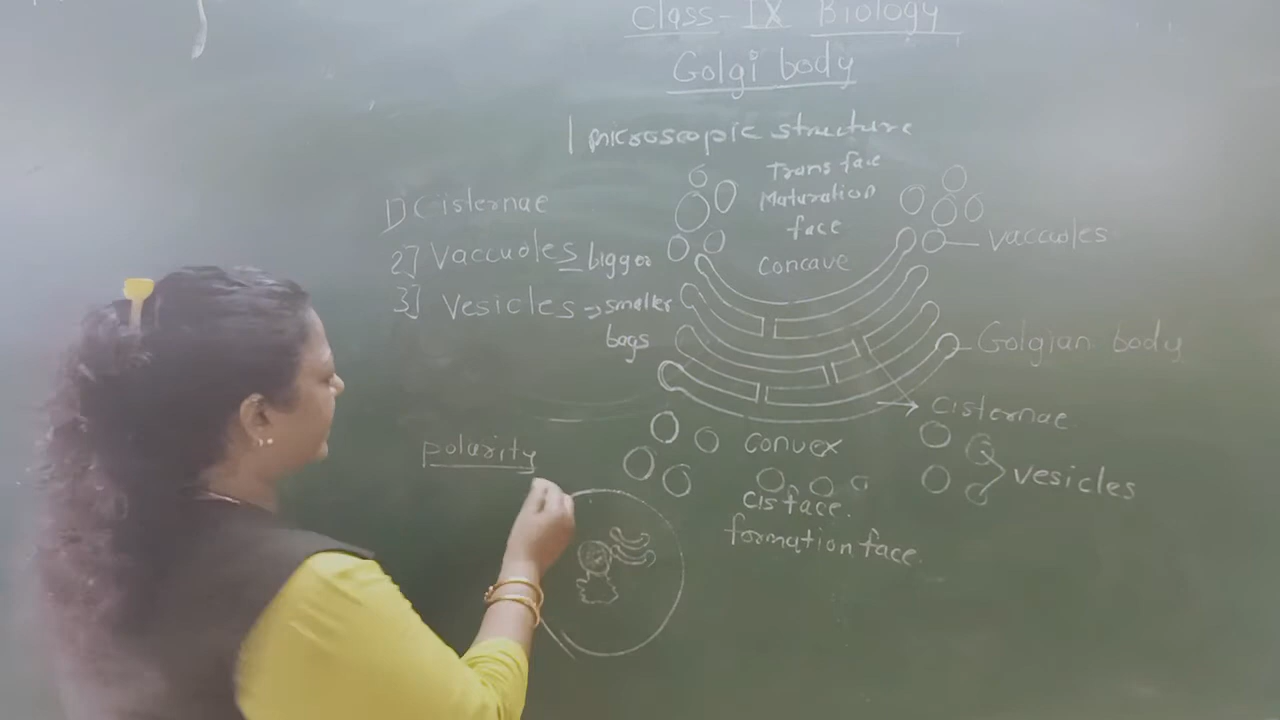 Class-IX Biology
Golgi body
microscopic structure
Trans face
Maturation
face
concave
1) Cisternae
2] Vaccuoles bigger
3] Vesicles → smaller
bags
vaccuoles
Golgian body
cisternae
convex
vesicles
cis face.
formation face.
polarity